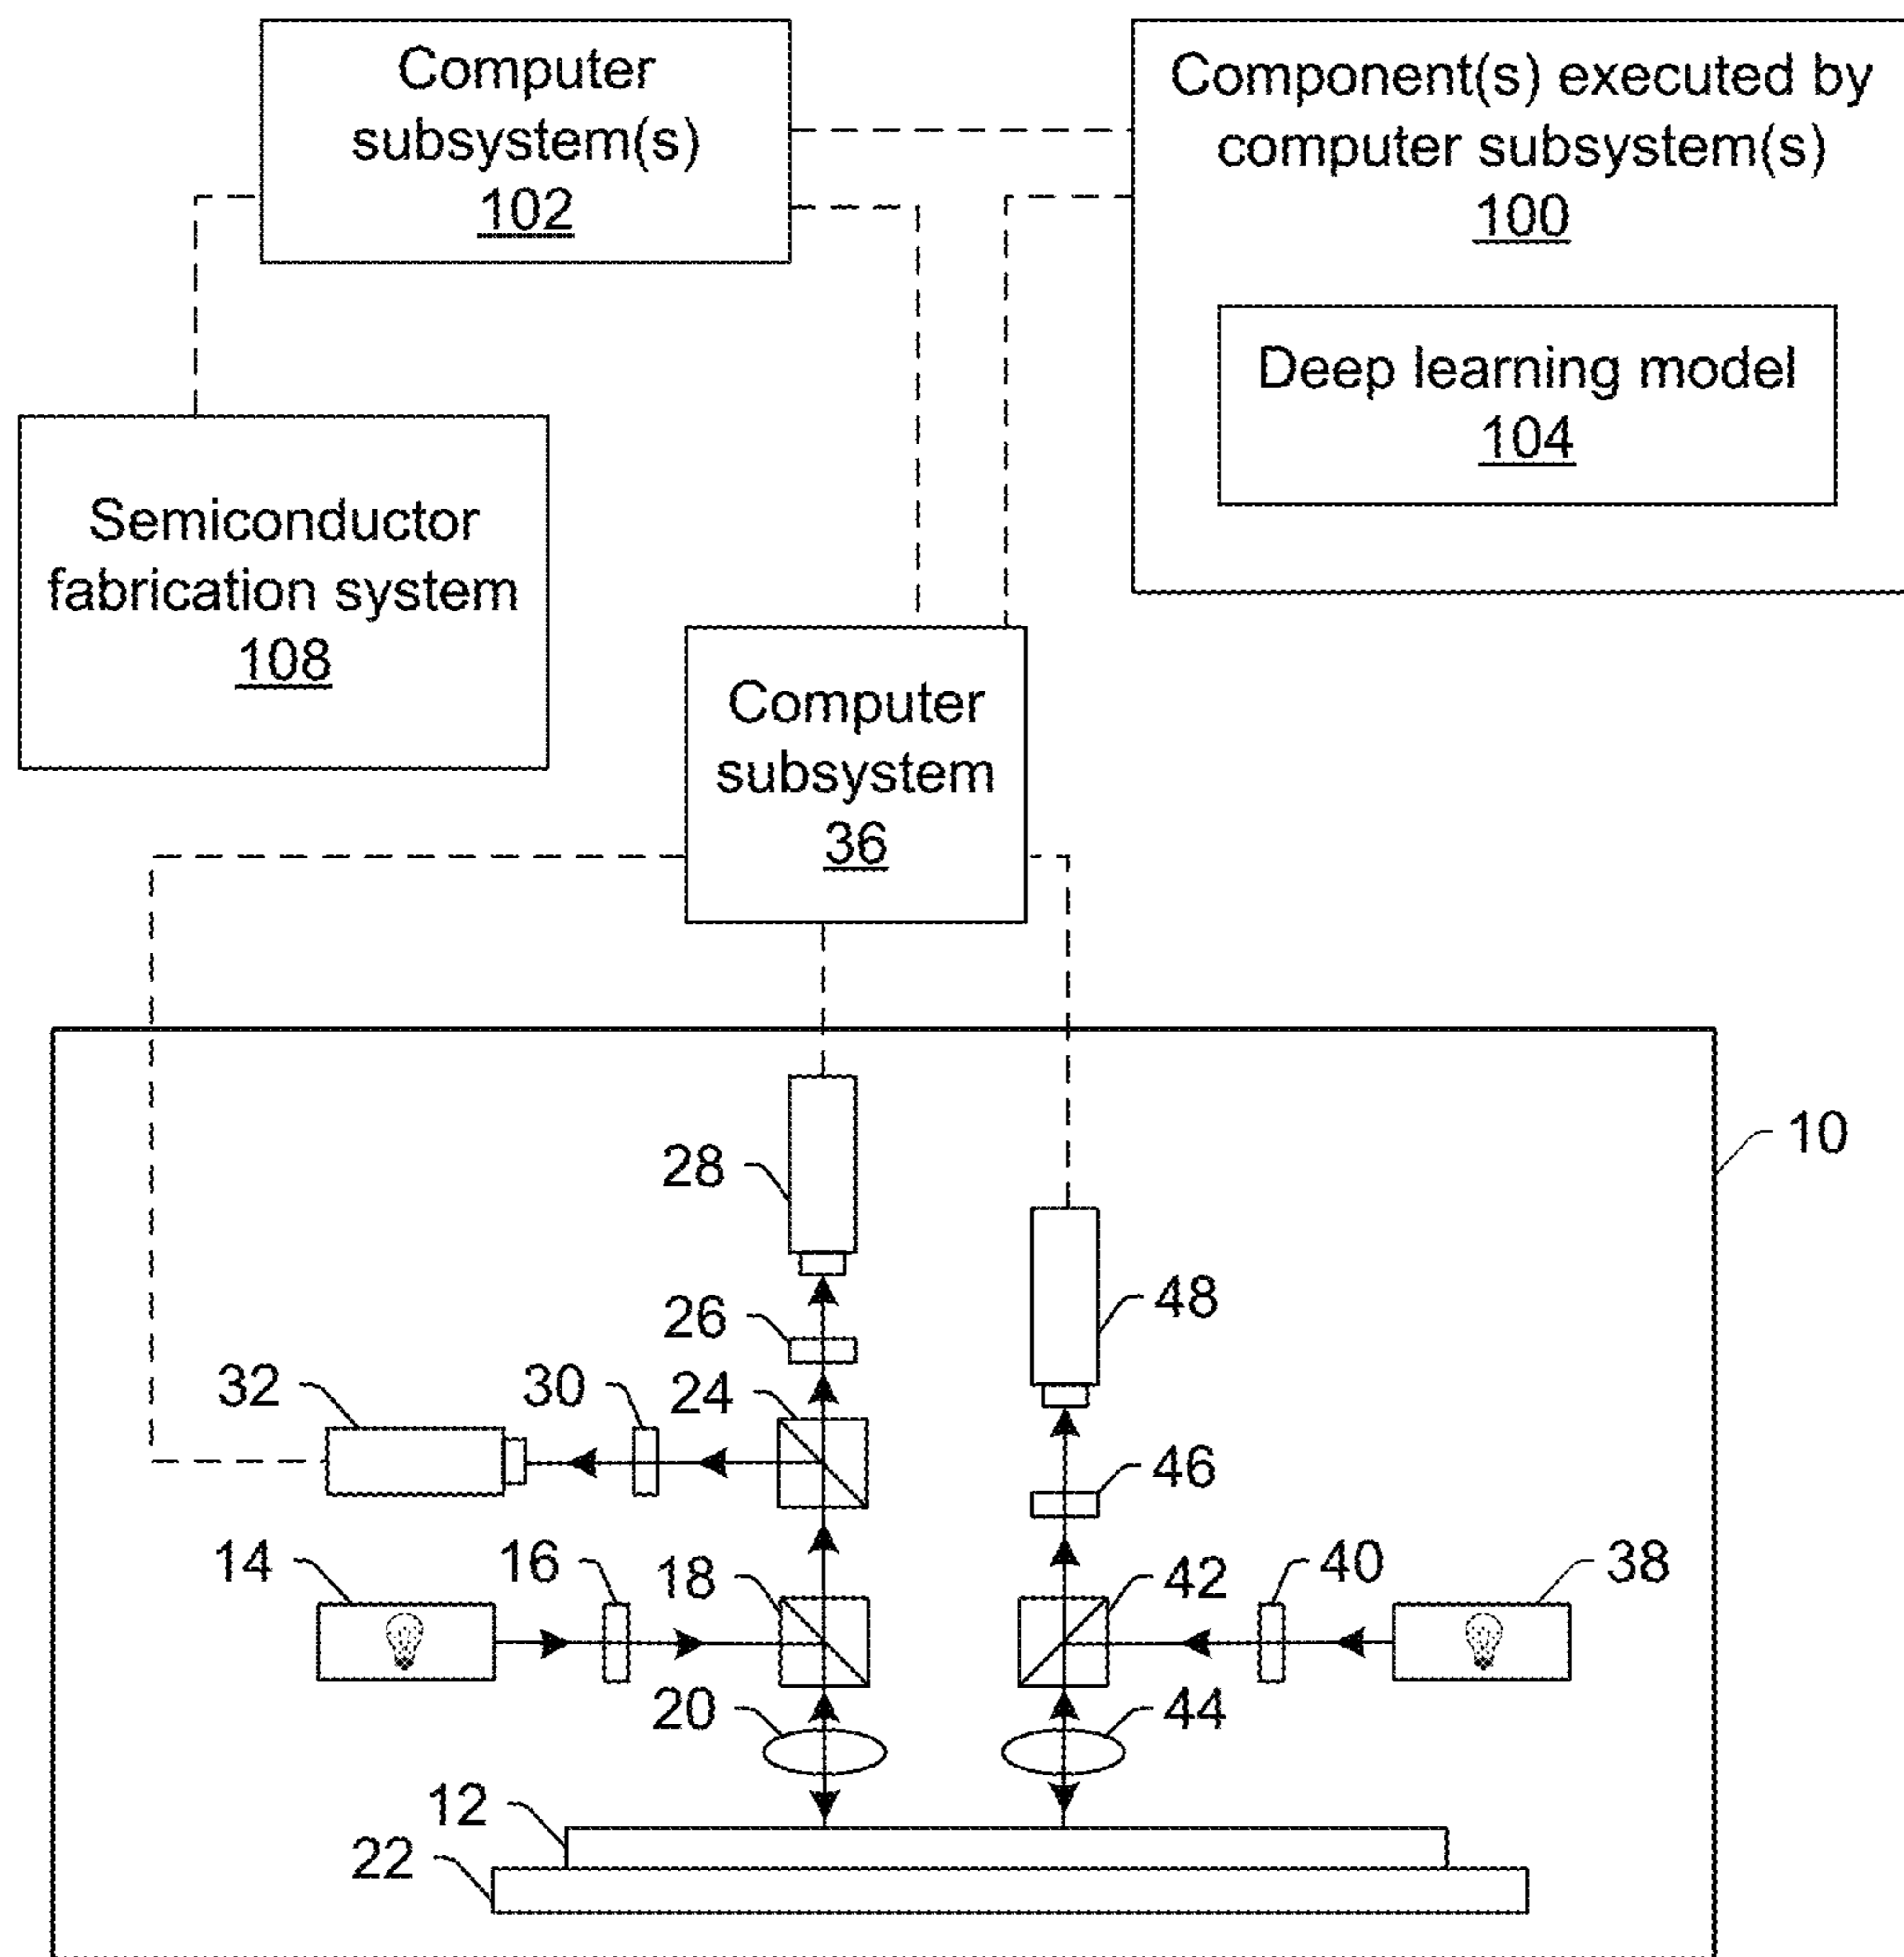 Computer
subsystem(s)
102
Component(s) executed by
computer subsystem(s)
100
Deep learning model
104
Semiconductor
fabrication system
108
Computer
subsystem
36
10
28
48
26
32
30
24
46
14
16
18
42
40
38
20
44
12
22